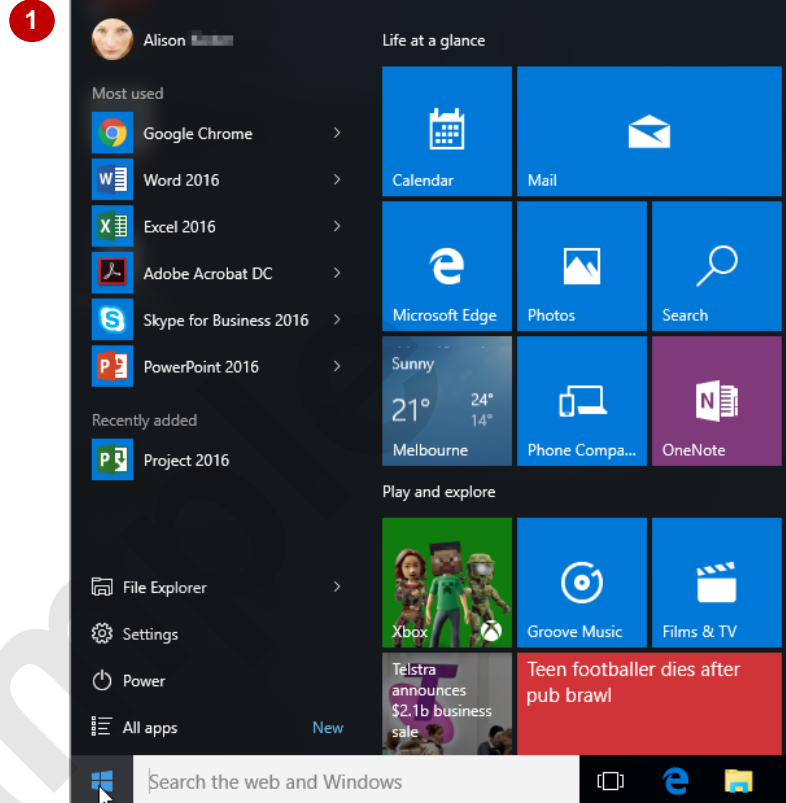 1
Alison
Most used
Google Chrome
Word 2016
Excel 2016
Adobe Acrobat DC
Skype for Business 2016
PowerPoint 2016
Recently added
Project 2016
File Explorer
Settings
Power
All apps
New
Life at a glance
Calendar
Mail
Microsoft Edge
Photos
Search
Sunny
21°
24°
14°
Melbourne
Phone Compa...
OneNote
Play and explore
Xbox
Groove Music
Films & TV
Telstra
announces
$2.1b business
sale
Teen footballer dies after
pub brawl
Search the web and Windows